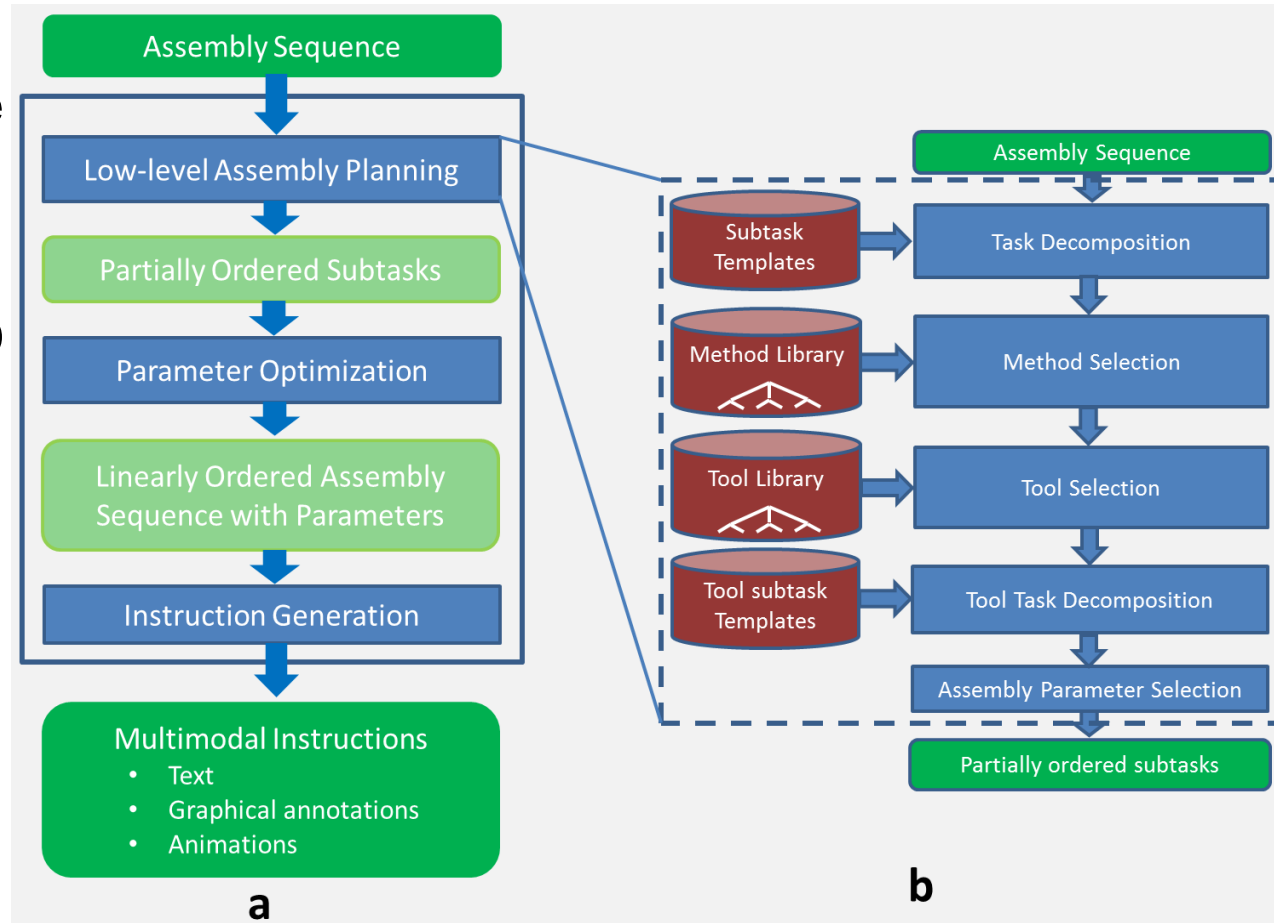 Assembly Sequence
e
Low-level Assembly Planning
Partially Ordered Subtasks
)
Parameter Optimization
Linearly Ordered Assembly
Sequence with Parameters
Instruction Generation
Multimodal Instructions
• Text
• Graphical annotations
• Animations
a
Assembly Sequence
Subtask
Templates
Task Decomposition
Method Library
Method Selection
Tool Library
Tool Selection
Tool subtask
Templates
Tool Task Decomposition
Assembly Parameter Selection
Partially ordered subtasks
b